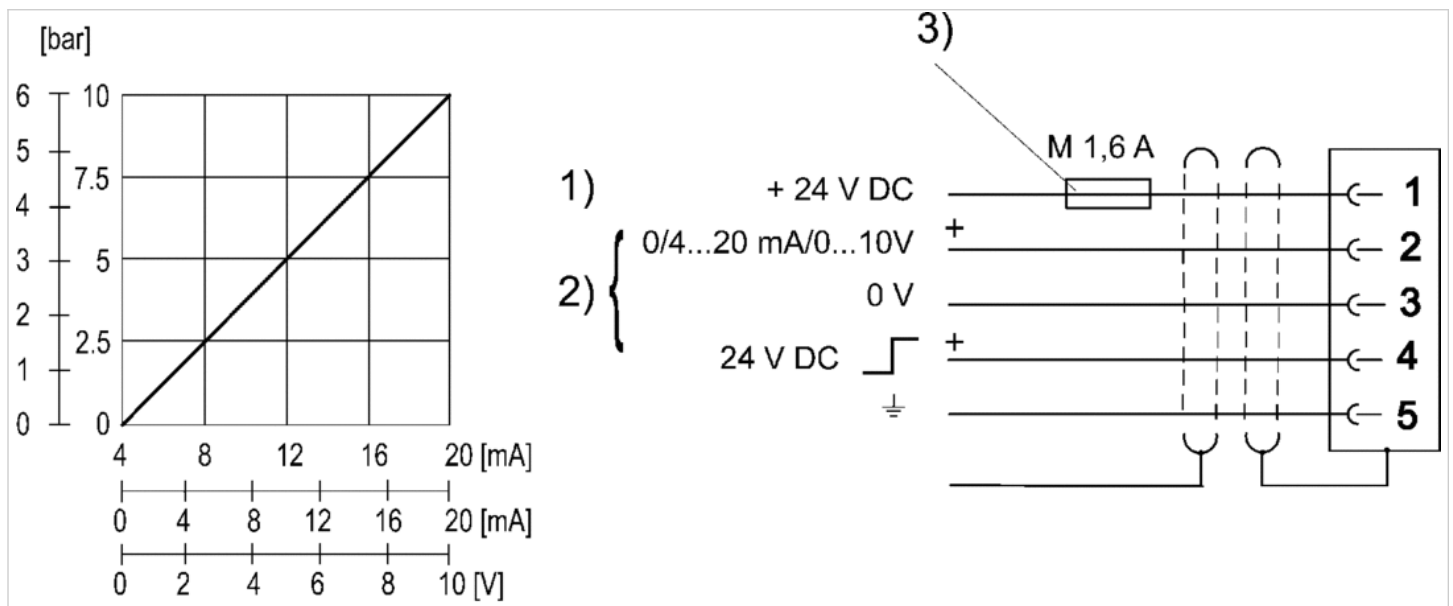 [bar]
6
5
4
3
2
1
0
10
7.5
5
2.5
0
4 8 12 16 20 [mA]
0 4 8 12 16 20 [mA]
0 2 4 6 8 10 [V]
3)
M 1,6 A
1) + 24 V DC 1
2) 0/4...20 mA/0...10V + 2
0 V 3
24 V DC + 4
5